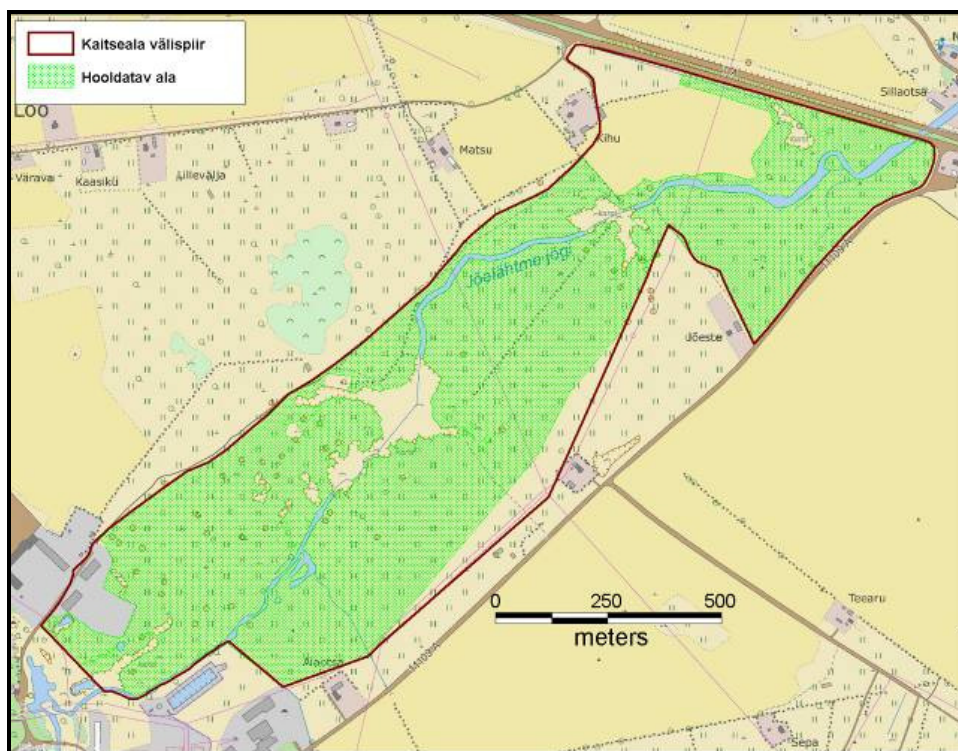 Kaitseala välispiir
Hooldatav ala
Loo
Värava
Kaasiku
Lillevälja
Matsu
Kihu
Sillaotsa
Jõelähtme jõgi
Jõeste
0 250 500
meters
Teearu
Alaotsa
Sepa